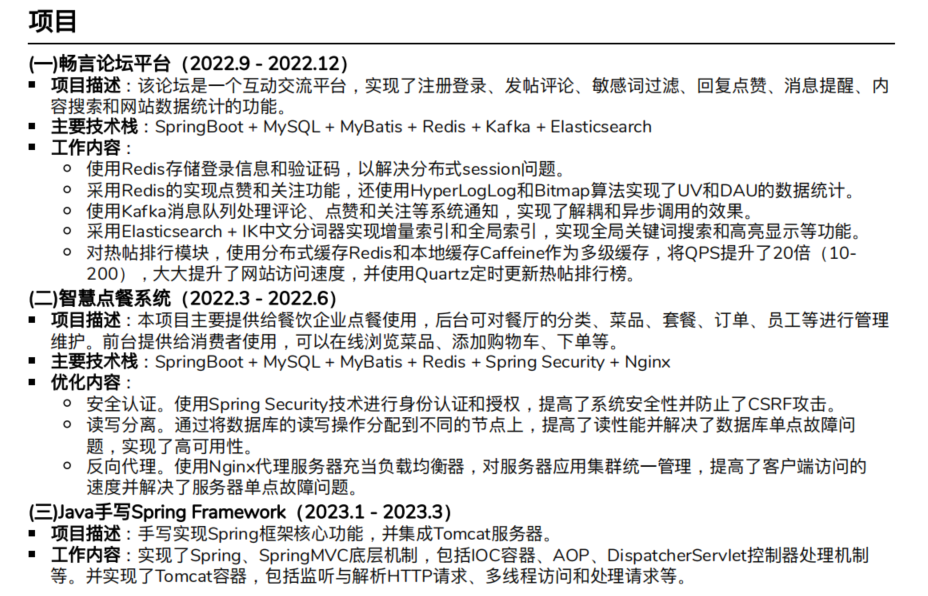 项目
(一)畅言论坛平台（2022.9 - 2022.12）
▪ 项目描述：该论坛是一个互动交流平台，实现了注册登录、发帖评论、敏感词过滤、回复点赞、消息提醒、内
容搜索和网站数据统计的功能。
▪ 主要技术栈：SpringBoot + MySQL + MyBatis + Redis + Kafka + Elasticsearch
▪ 工作内容：
○ 使用Redis存储登录信息和验证码，以解决分布式session问题。
○ 采用Redis的实现点赞和关注功能，还使用HyperLogLog和Bitmap算法实现了UV和DAU的数据统计。
○ 使用Kafka消息队列处理评论、点赞和关注等系统通知，实现了解耦和异步调用的效果。
○ 采用Elasticsearch + IK中文分词器实现增量索引和全局索引，实现全局关键词搜索和高亮显示等功能。
○ 对热帖排行模块，使用分布式缓存Redis和本地缓存Caffeine作为多级缓存，将QPS提升了20倍（10-
200），大大提升了网站访问速度，并使用Quartz定时更新热帖排行榜。
(二)智慧点餐系统（2022.3 - 2022.6）
▪ 项目描述：本项目主要提供给餐饮企业点餐使用，后台可对餐厅的分类、菜品、套餐、订单、员工等进行管理
维护。前台提供给消费者使用，可以在线浏览菜品、添加购物车、下单等。
▪ 主要技术栈：SpringBoot + MySQL + MyBatis + Redis + Spring Security + Nginx
▪ 优化内容：
○ 安全认证。使用Spring Security技术进行身份认证和授权，提高了系统安全性并防止了CSRF攻击。
○ 读写分离。通过将数据库的读写操作分配到不同的节点上，提高了读性能并解决了数据库单点故障问
题，实现了高可用性。
○ 反向代理。使用Nginx代理服务器充当负载均衡器，对服务器应用集群统一管理，提高了客户端访问的
速度并解决了服务器单点故障问题。
(三)Java手写Spring Framework（2023.1 - 2023.3）
▪ 项目描述：手写实现Spring框架核心功能，并集成Tomcat服务器。
▪ 工作内容：实现了Spring、SpringMVC底层机制，包括IOC容器、AOP、DispatcherServlet控制器处理机制
等。并实现了Tomcat容器，包括监听与解析HTTP请求、多线程访问和处理请求等。